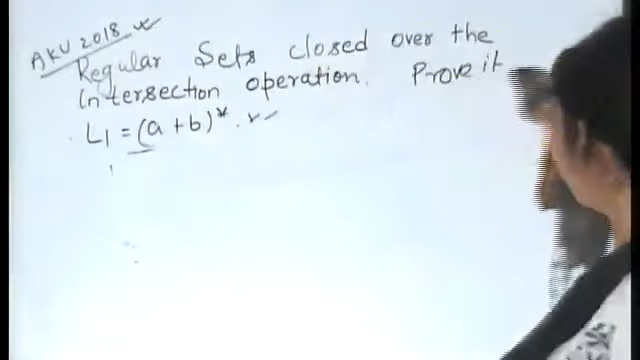 AKU 2018
Regular Sets closed over the
Intersection operation. Prove it
L1 = (a + b)*